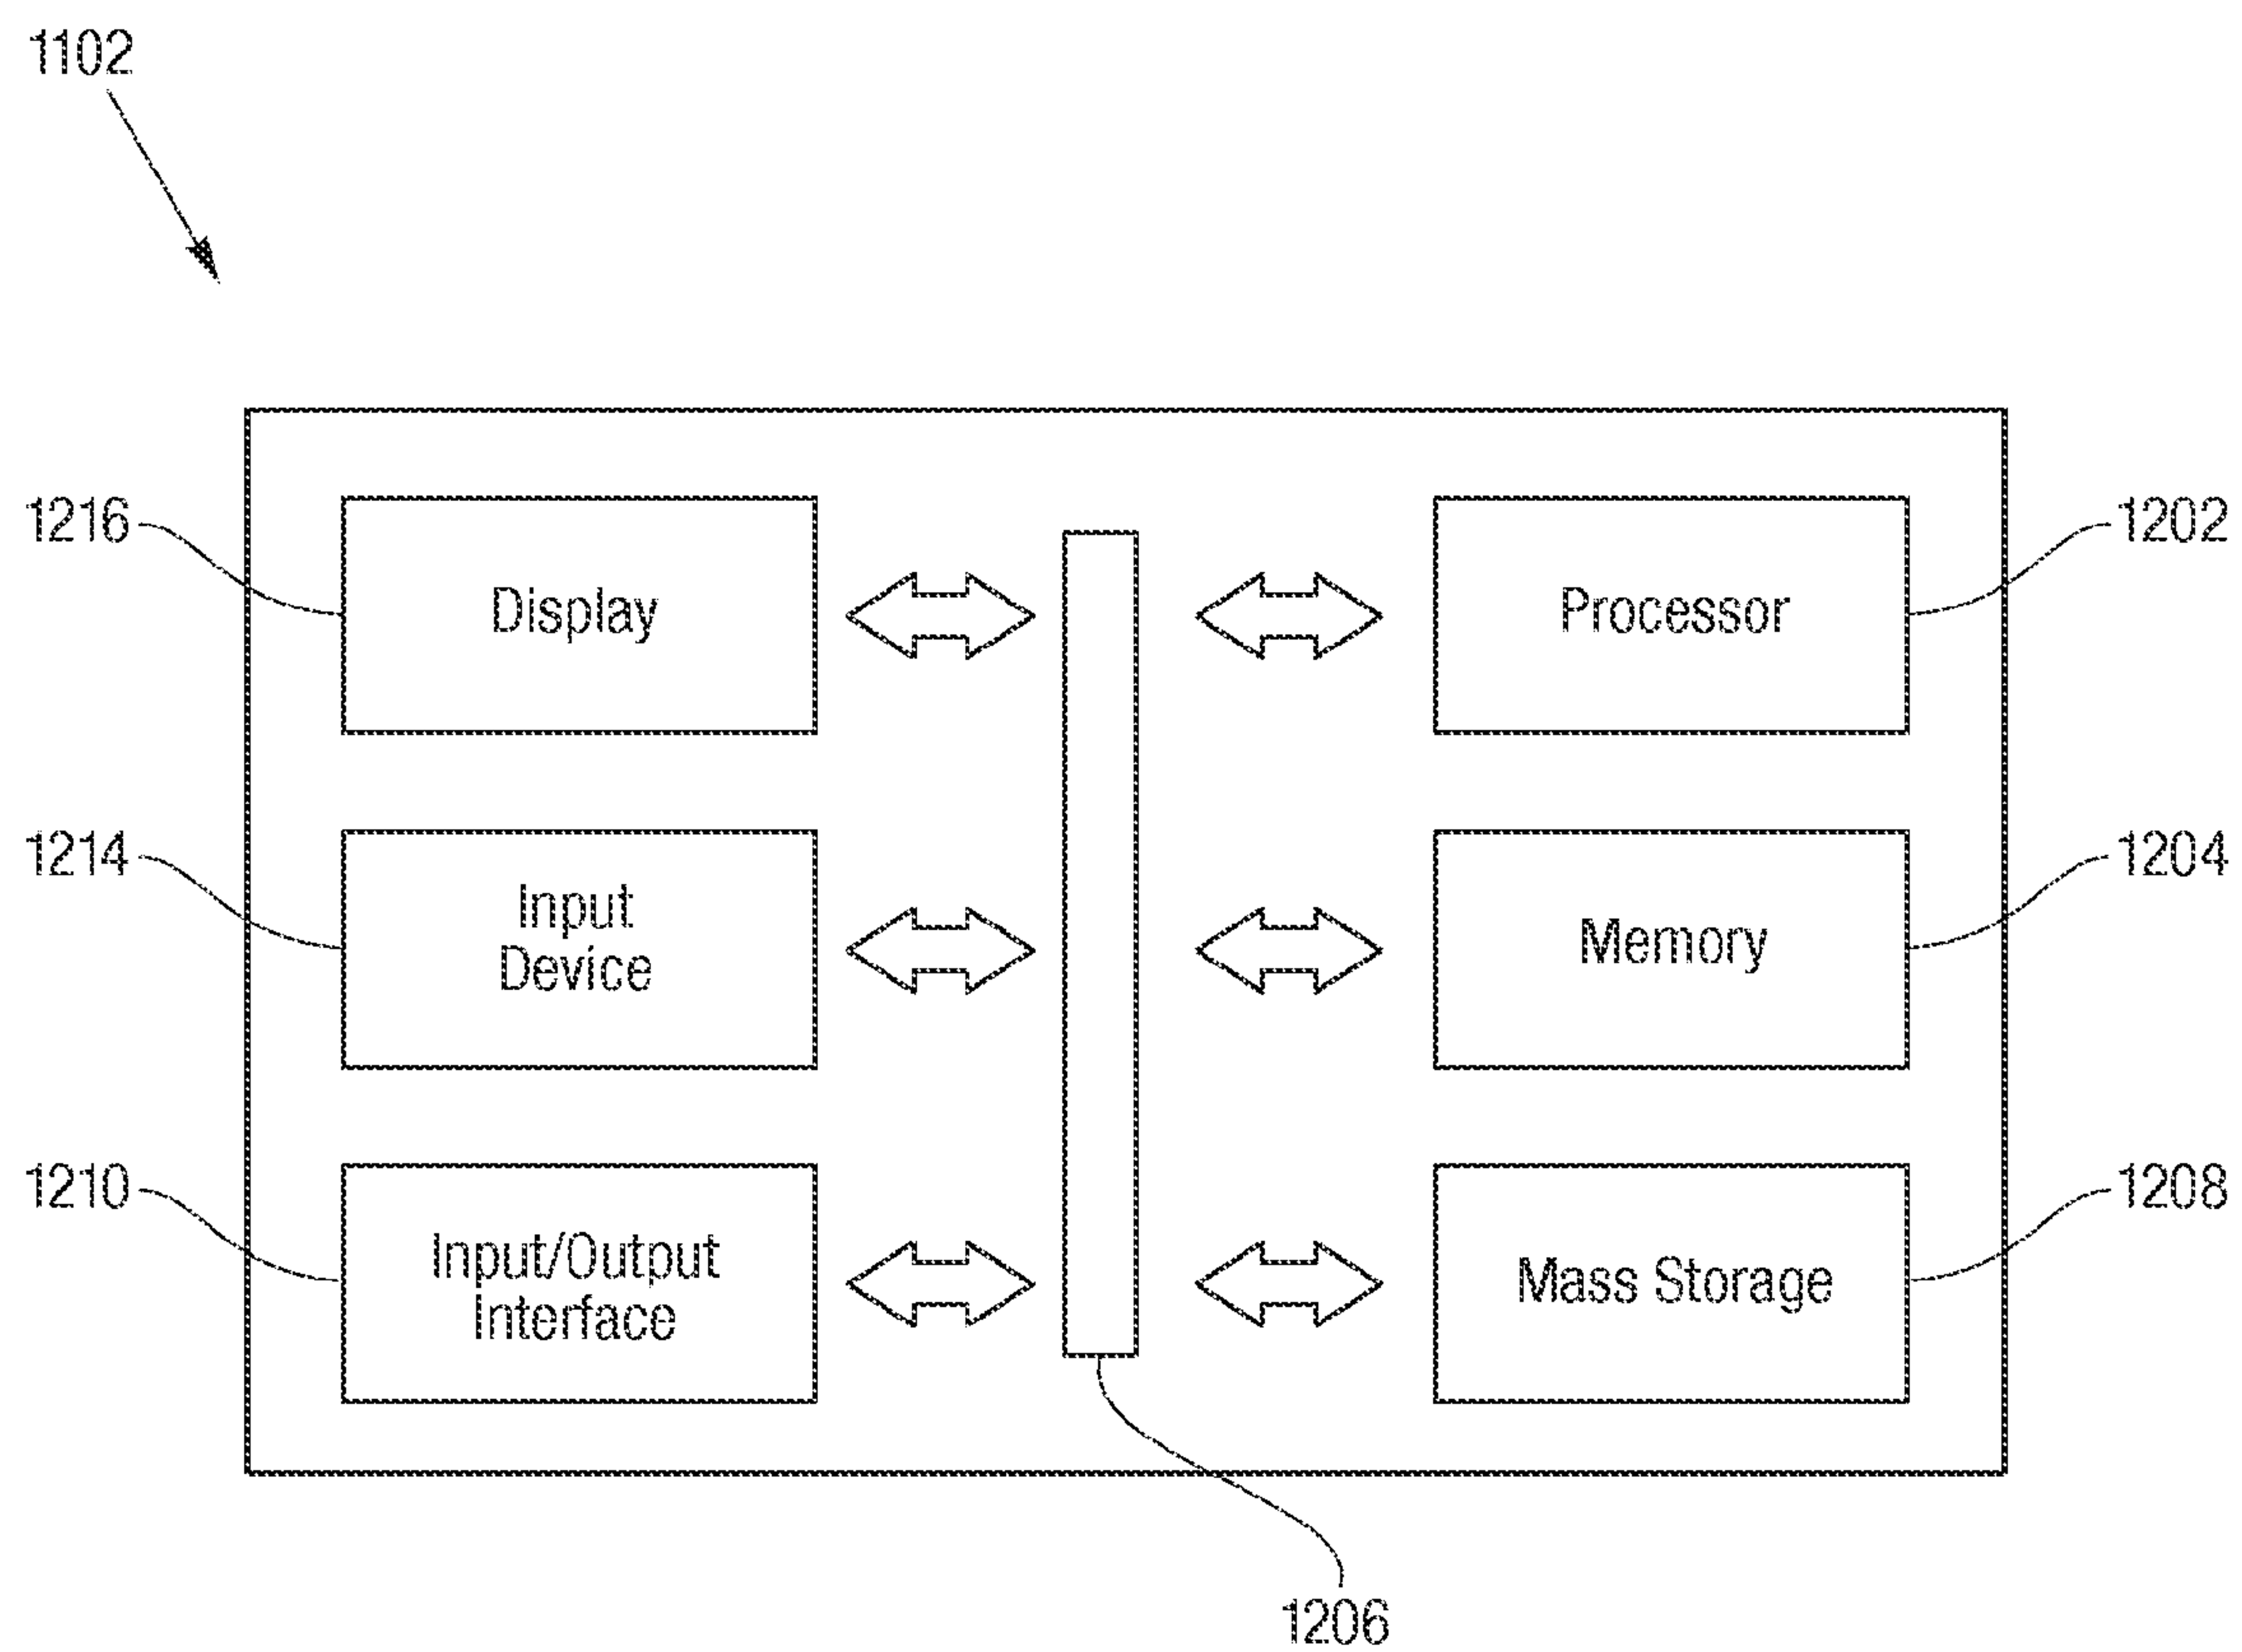 1102
1216
Display
Processor
1202
1214
Input
Device
Memory
1204
1210
Input/Output
Interface
Mass Storage
1208
1206